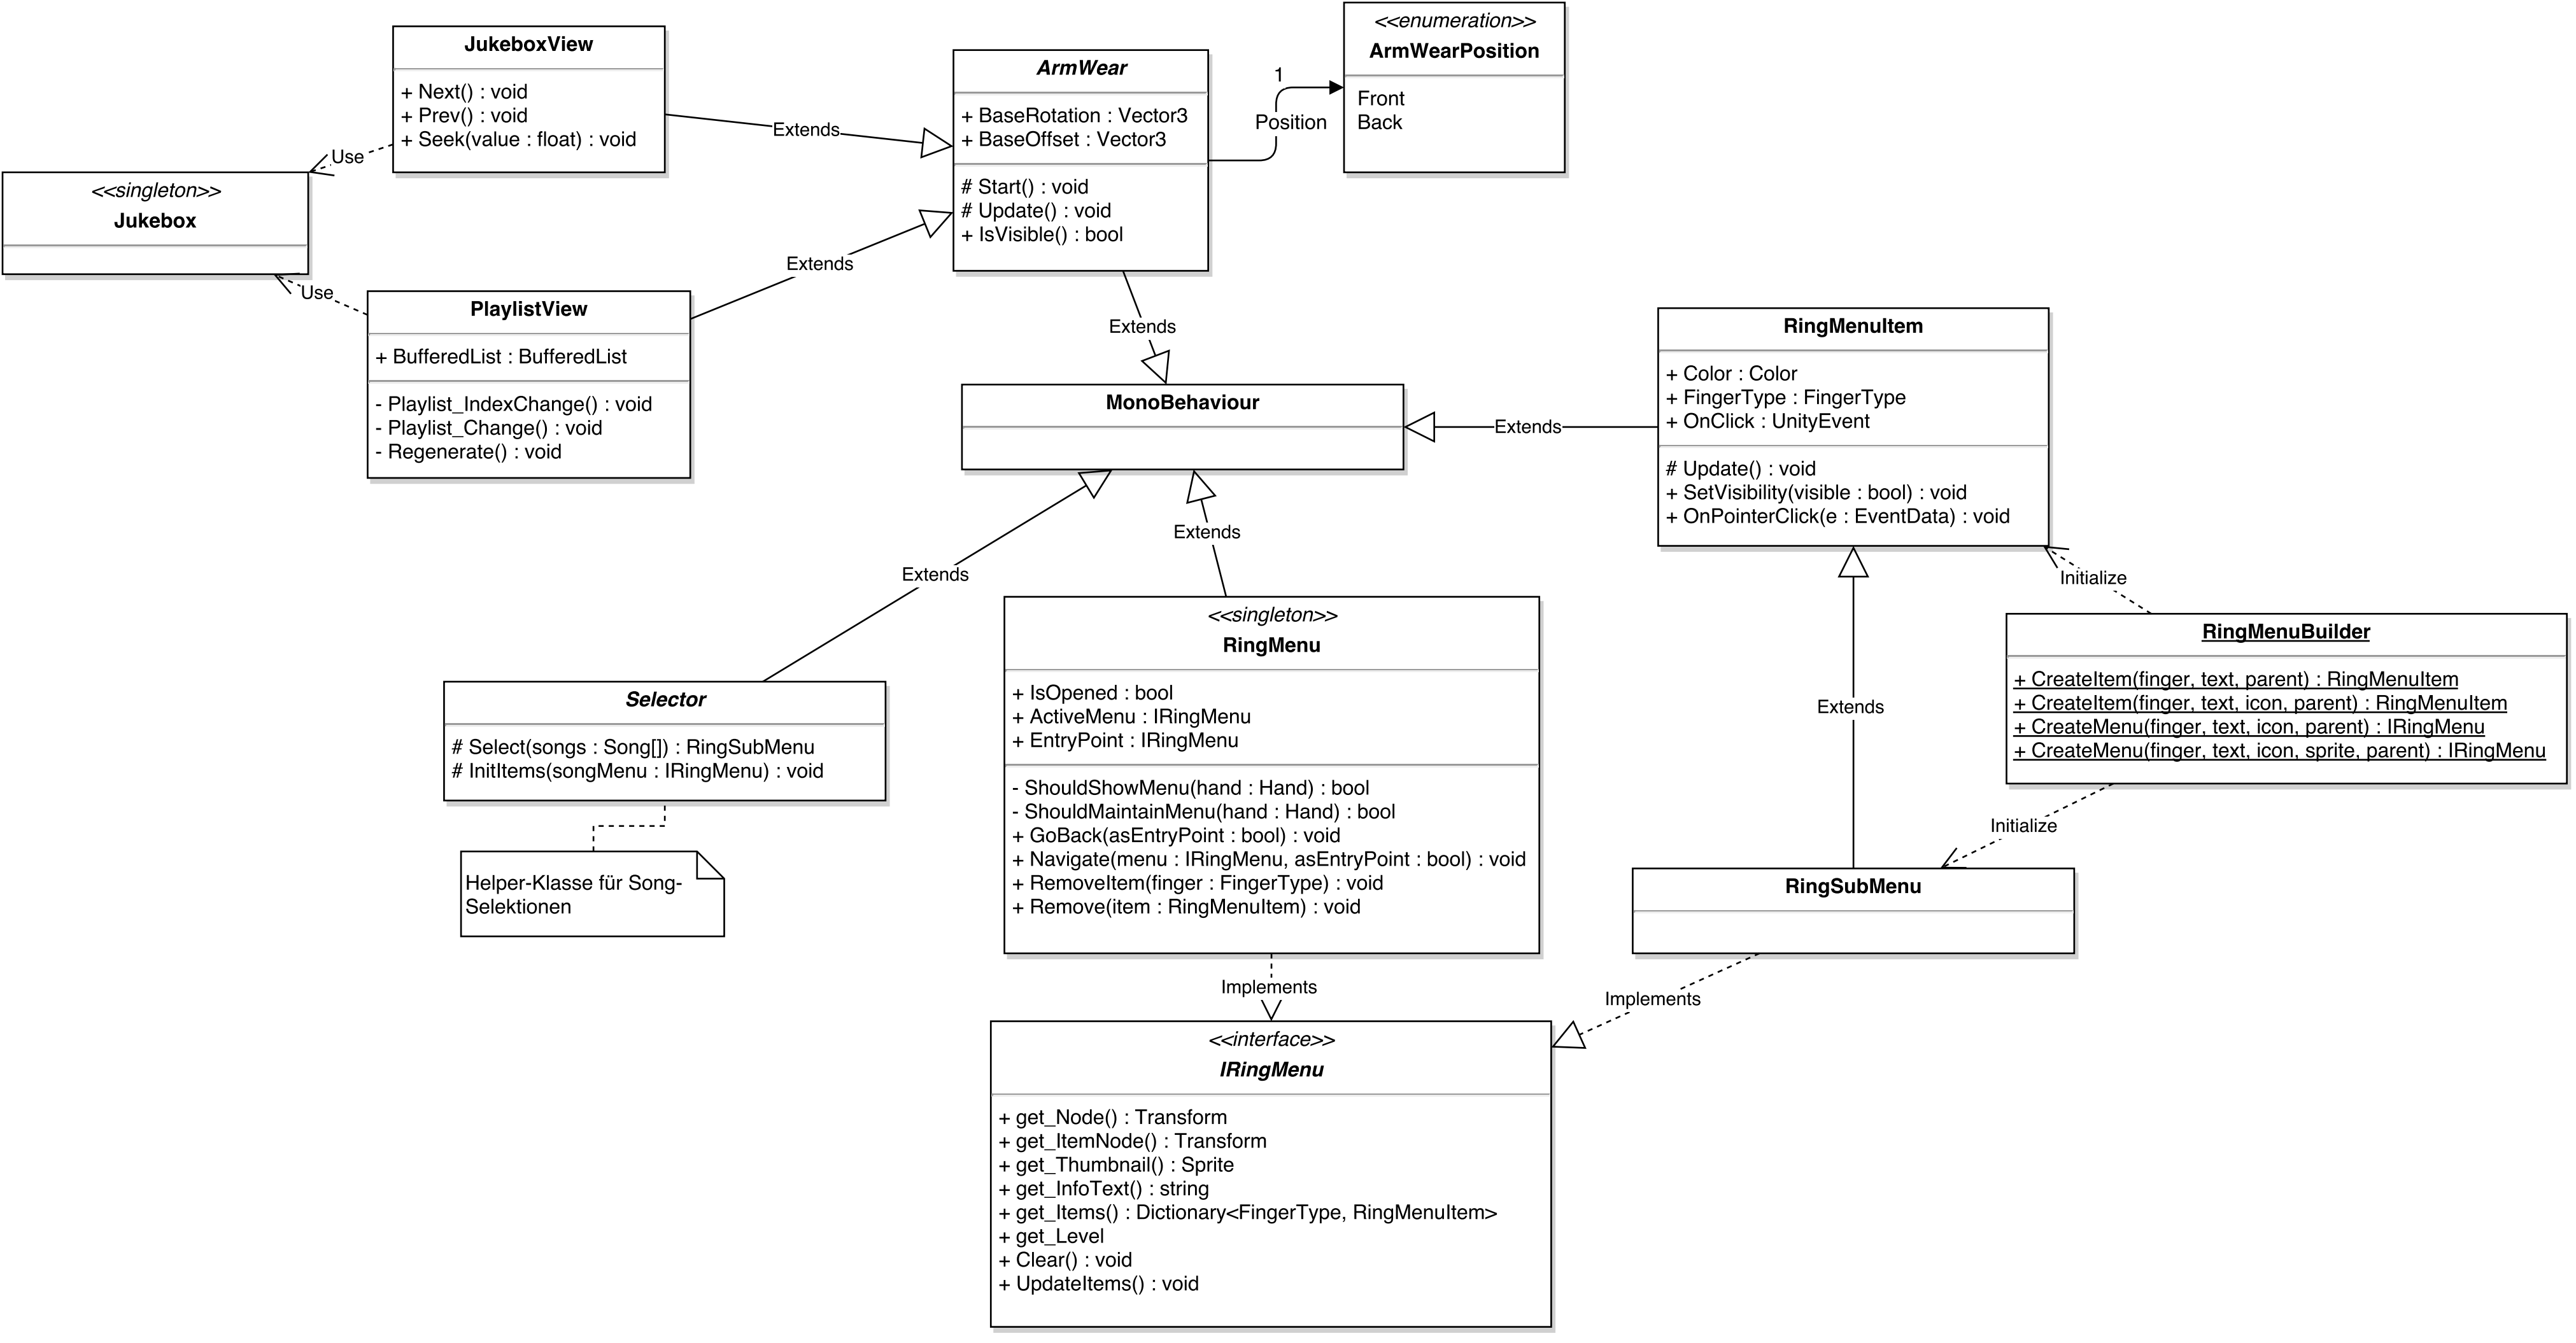 JukeboxView
+ Next() : void
+ Prev() : void
+ Seek(value : float) : void
Extends
Use
<<singleton>>
Jukebox
Use
PlaylistView
+ BufferedList : BufferedList
- Playlist_IndexChange() : void
- Playlist_Change() : void
- Regenerate() : void
Extends
ArmWear
+ BaseRotation : Vector3
+ BaseOffset : Vector3
# Start() : void
# Update() : void
+ IsVisible() : bool
1
Position
<<enumeration>>
ArmWearPosition
Front
Back
Extends
MonoBehaviour
Extends
RingMenuItem
+ Color : Color
+ FingerType : FingerType
+ OnClick : UnityEvent
# Update() : void
+ SetVisibility(visible : bool) : void
+ OnPointerClick(e : EventData) : void
Extends
Extends
Initialize
Selector
# Select(songs : Song[]) : RingSubMenu
# InitItems(songMenu : IRingMenu) : void
Helper-Klasse für Song-
Selektionen
<<singleton>>
RingMenu
+ IsOpened : bool
+ ActiveMenu : IRingMenu
+ EntryPoint : IRingMenu
- ShouldShowMenu(hand : Hand) : bool
- ShouldMaintainMenu(hand : Hand) : bool
+ GoBack(asEntryPoint : bool) : void
+ Navigate(menu : IRingMenu, asEntryPoint : bool) : void
+ RemoveItem(finger : FingerType) : void
+ Remove(item : RingMenuItem) : void
Extends
RingMenuBuilder
+ CreateItem(finger, text, parent) : RingMenuItem
+ CreateItem(finger, text, icon, parent) : RingMenuItem
+ CreateMenu(finger, text, icon, parent) : IRingMenu
+ CreateMenu(finger, text, icon, sprite, parent) : IRingMenu
Initialize
RingSubMenu
Implements
Implements
<<interface>>
IRingMenu
+ get_Node() : Transform
+ get_ItemNode() : Transform
+ get_Thumbnail() : Sprite
+ get_InfoText() : string
+ get_Items() : Dictionary<FingerType, RingMenuItem>
+ get_Level
+ Clear() : void
+ UpdateItems() : void